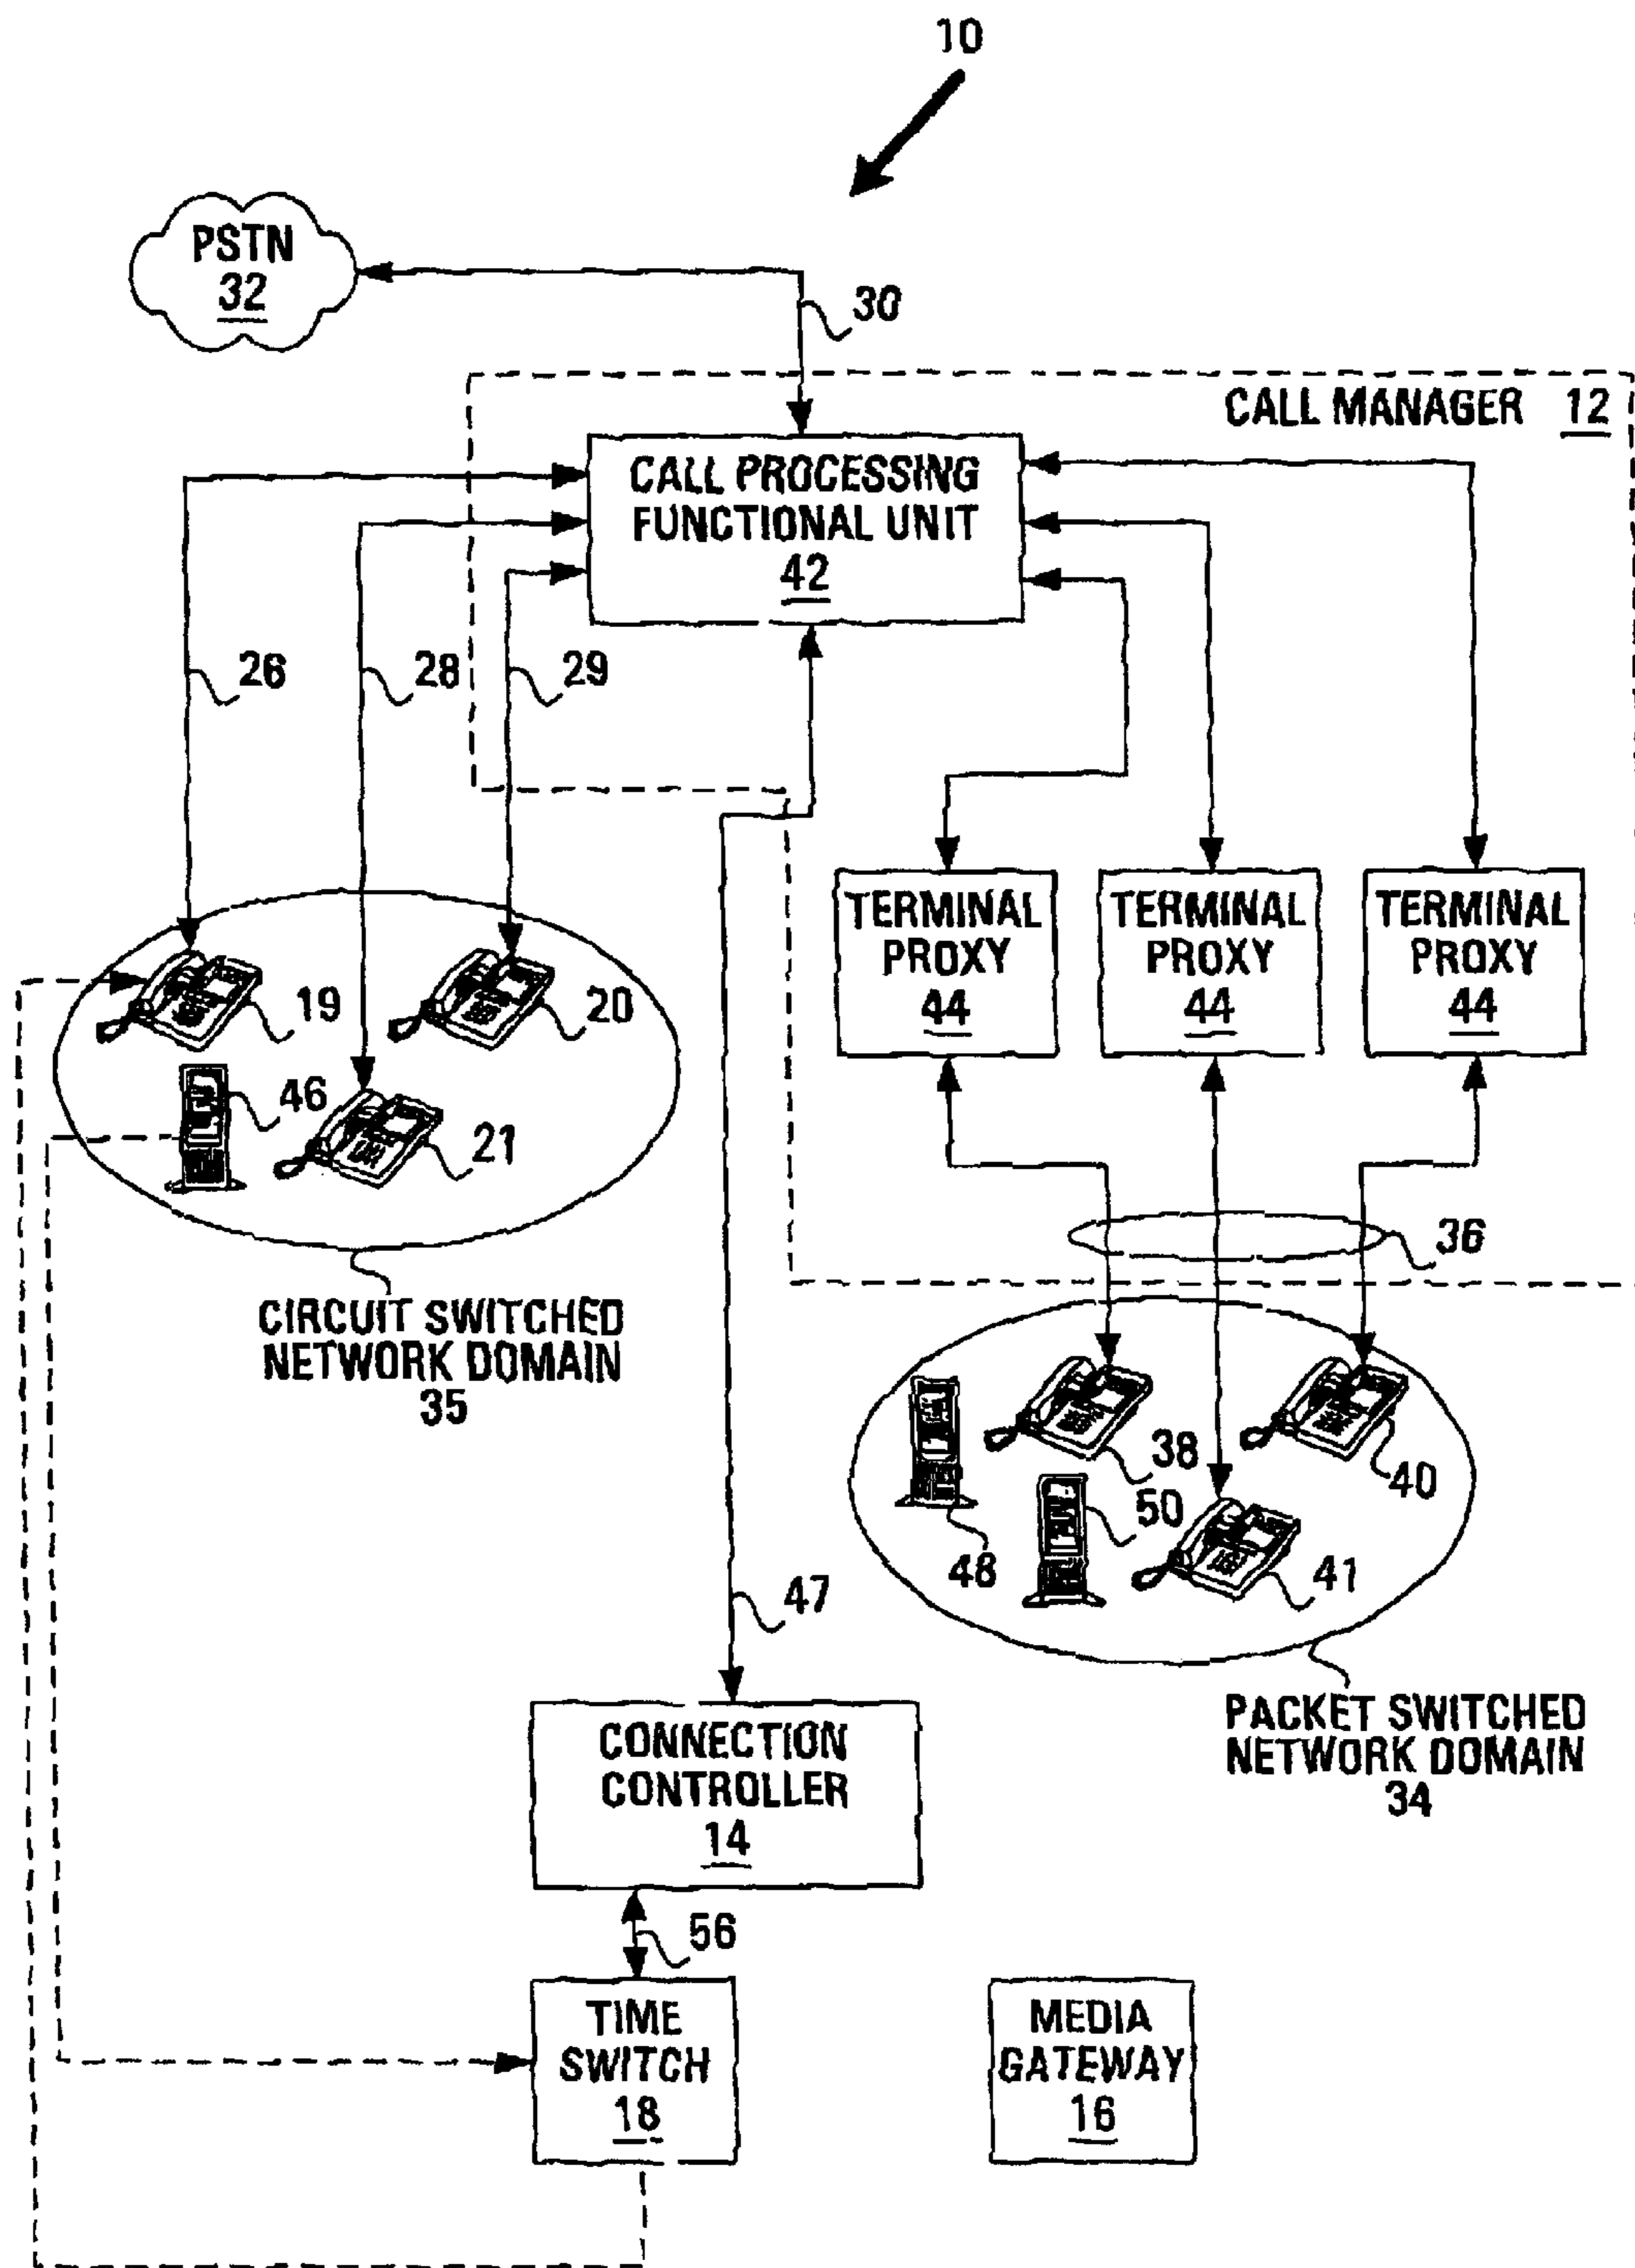 10
PSTN
32
30
CALL MANAGER 12
CALL PROCESSING
FUNCTIONAL UNIT
42
26
28
29
TERMINAL
PROXY
44
TERMINAL
PROXY
44
TERMINAL
PROXY
44
19
20
46
21
36
CIRCUIT SWITCHED
NETWORK DOMAIN
35
38
40
48
50
41
47
PACKET SWITCHED
NETWORK DOMAIN
34
CONNECTION
CONTROLLER
14
56
TIME
SWITCH
18
MEDIA
GATEWAY
16